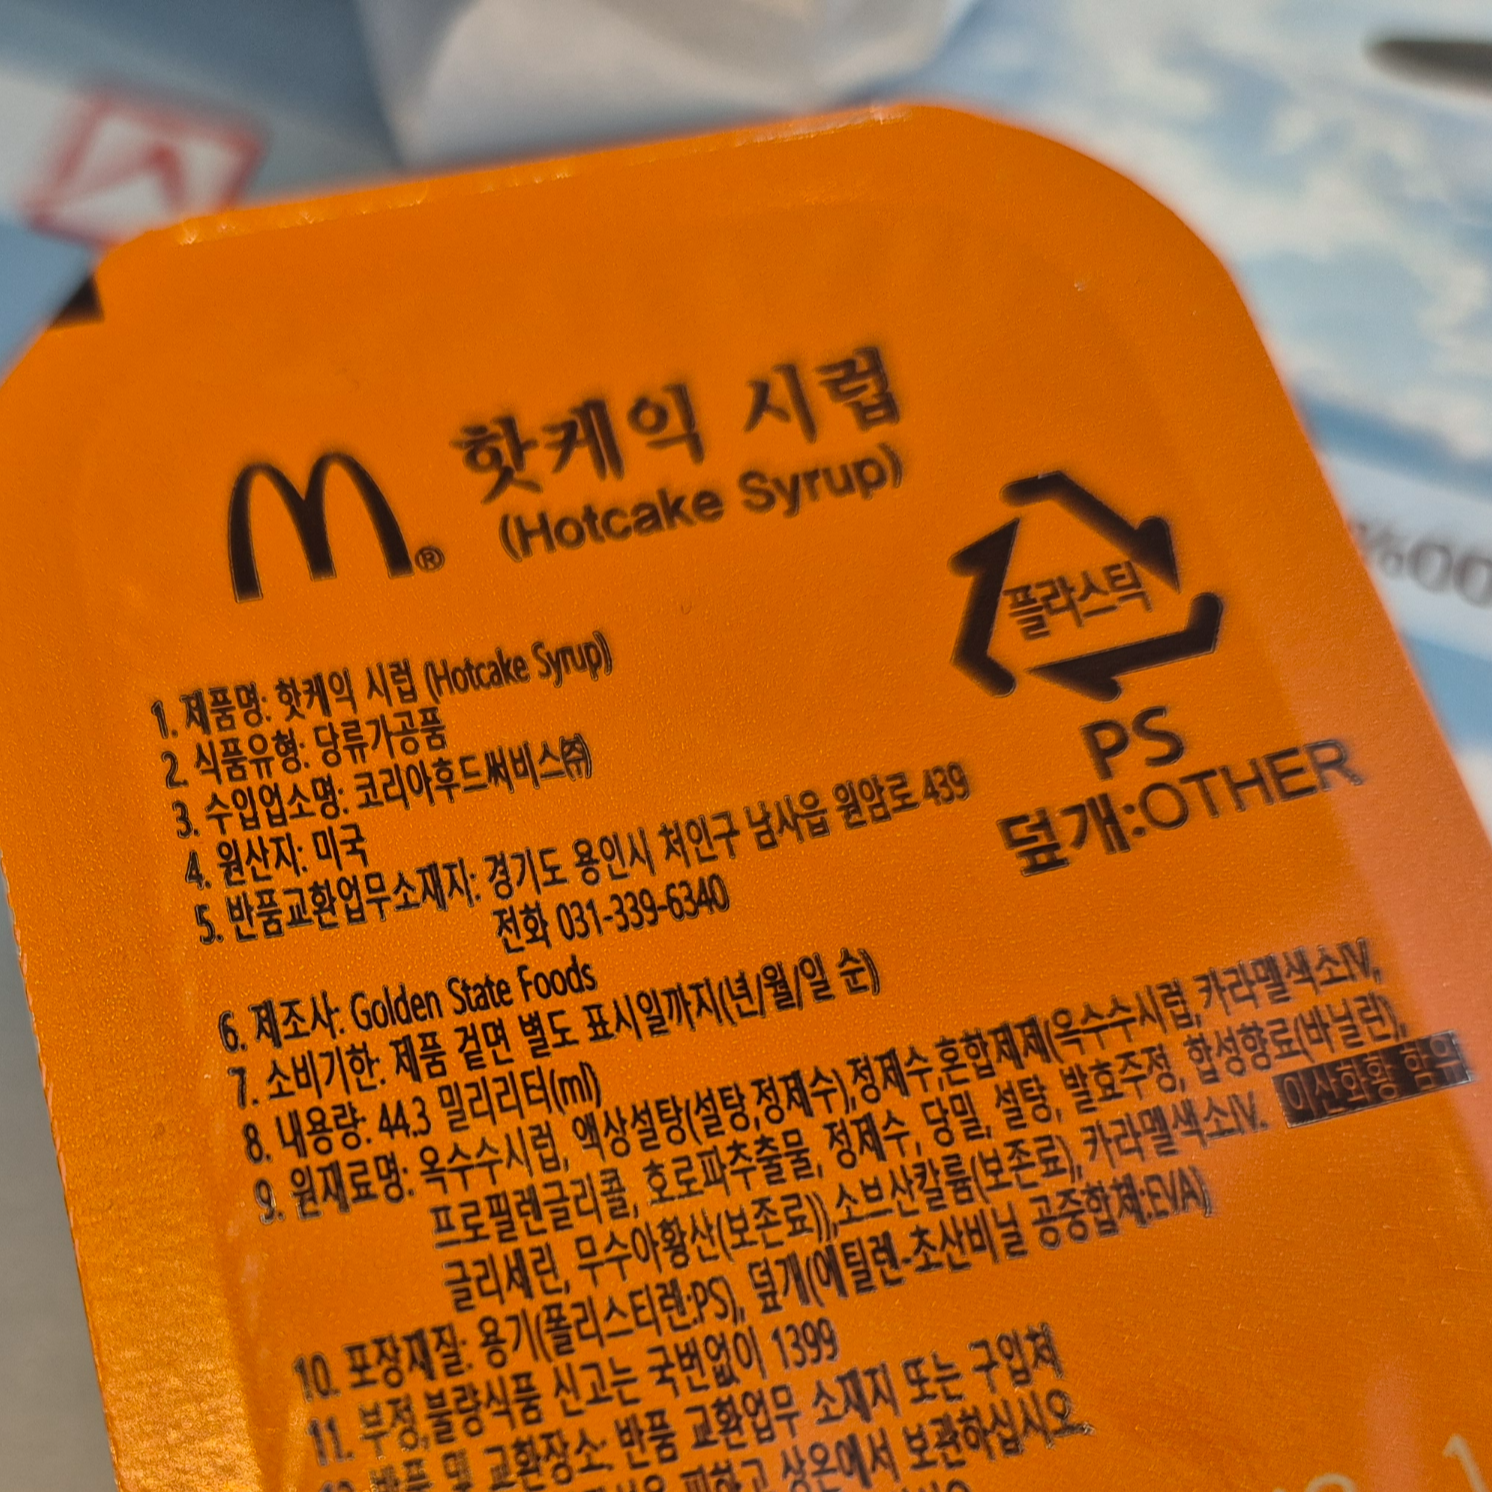 핫케익 시럽
(Hotcake Syrup)
M®
플라스틱
PS
덮개:OTHER
1. 제품명: 핫케익 시럽 (Hotcake Syrup)
2. 식품유형: 당류가공품
3. 수입업소명: 코리아후드써비스㈜
4. 원산지: 미국
5. 반품교환업무소재지: 경기도 용인시 처인구 남사읍 원암로 439
전화 031-339-6340
6. 제조사: Golden State Foods
7. 소비기한: 제품 겉면 별도 표시일까지(년/월/일 순)
8. 내용량: 44.3 밀리리터(ml)
9. 원재료명: 옥수수시럽, 액상설탕(설탕,정제수),정제수,혼합제제(옥수수시럽, 카라멜색소IV,
프로필렌글리콜, 호로파추출물, 정제수, 당밀, 설탕, 발효주정, 합성향료(바닐린),
글리세린, 무수아황산(보존료)),소브산칼륨(보존료), 카라멜색소IV. 이산화황 함유
10. 포장재질: 용기(폴리스티렌:PS), 덮개(에틸렌-초산비닐 공중합체:EVA)
11. 부정,불량식품 신고는 국번없이 1399
12. 반품 및 교환장소: 반품 교환업무 소재지 또는 구입처
피하고 상온에서 보관하십시오.